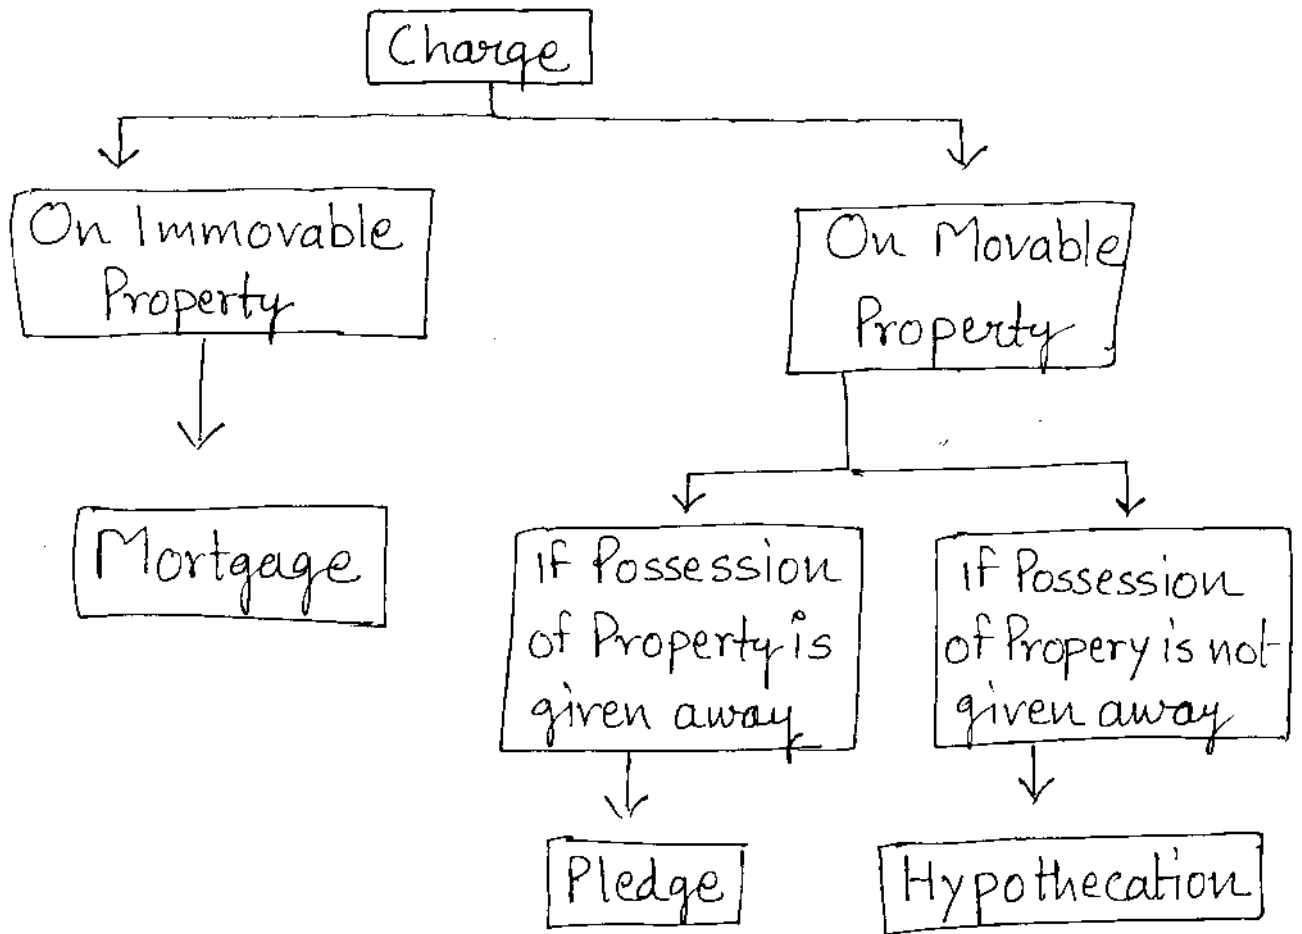 Charge
On Immovable
Property
On Movable
Property
Mortgage
if Possession
of Property is
given away
if Possession
of Propery is not
given away
Pledge
Hypothecation